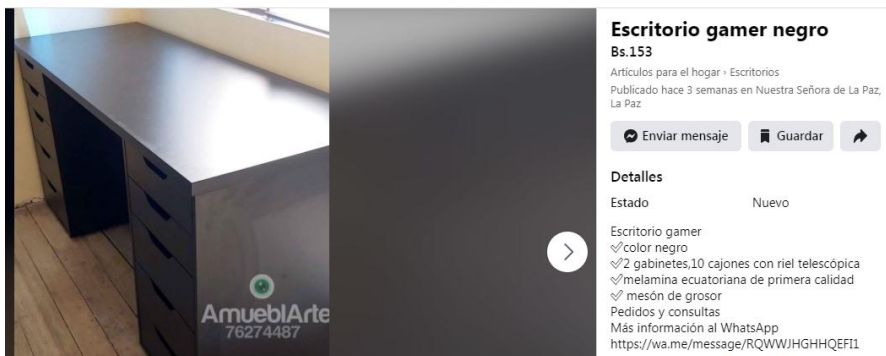 Escritorio gamer negro
Bs.153
Artículos para el hogar › Escritorios
Publicado hace 3 semanas en Nuestra Señora de La Paz,
La Paz
Enviar mensaje
Guardar
Detalles
Estado Nuevo
Escritorio gamer
✅color negro
✅2 gabinetes,10 cajones con riel telescópica
✅melamina ecuatoriana de primera calidad
✅ mesón de grosor
Pedidos y consultas
Más información al WhatsApp
https://wa.me/message/RQWWJHGHHQEFI1
AmueblArte
76274487